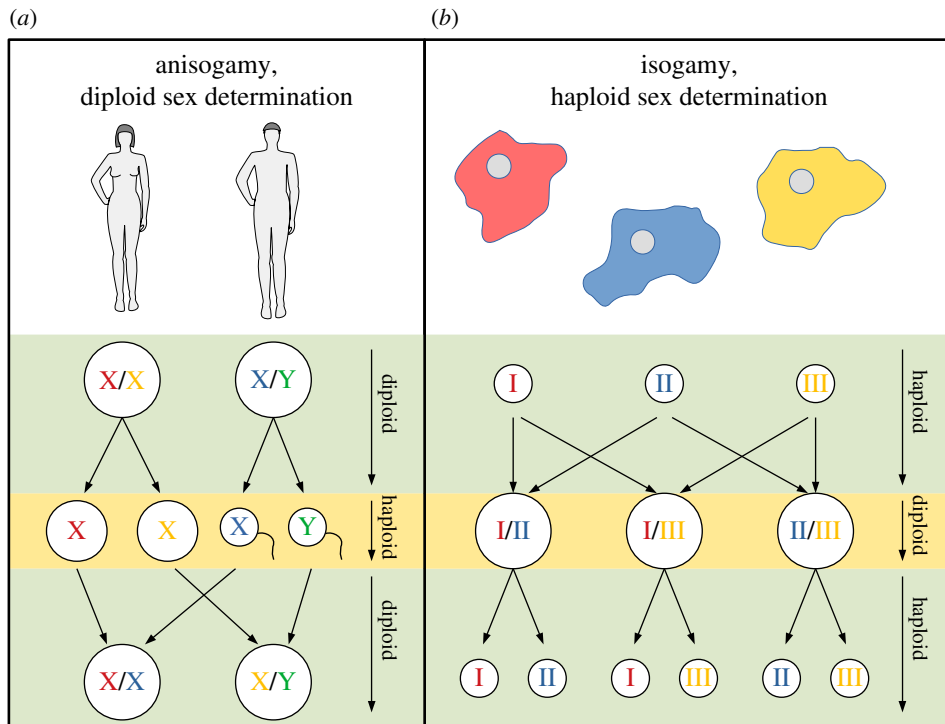 (a)
anisogamy,
diploid sex determination
X/X
X/Y
diploid
X
X
X
Y
haploid
X/X
X/Y
diploid
(b)
isogamy,
haploid sex determination
I
II
III
haploid
I/II
I/III
II/III
diploid
I
II
I
III
II
III
haploid